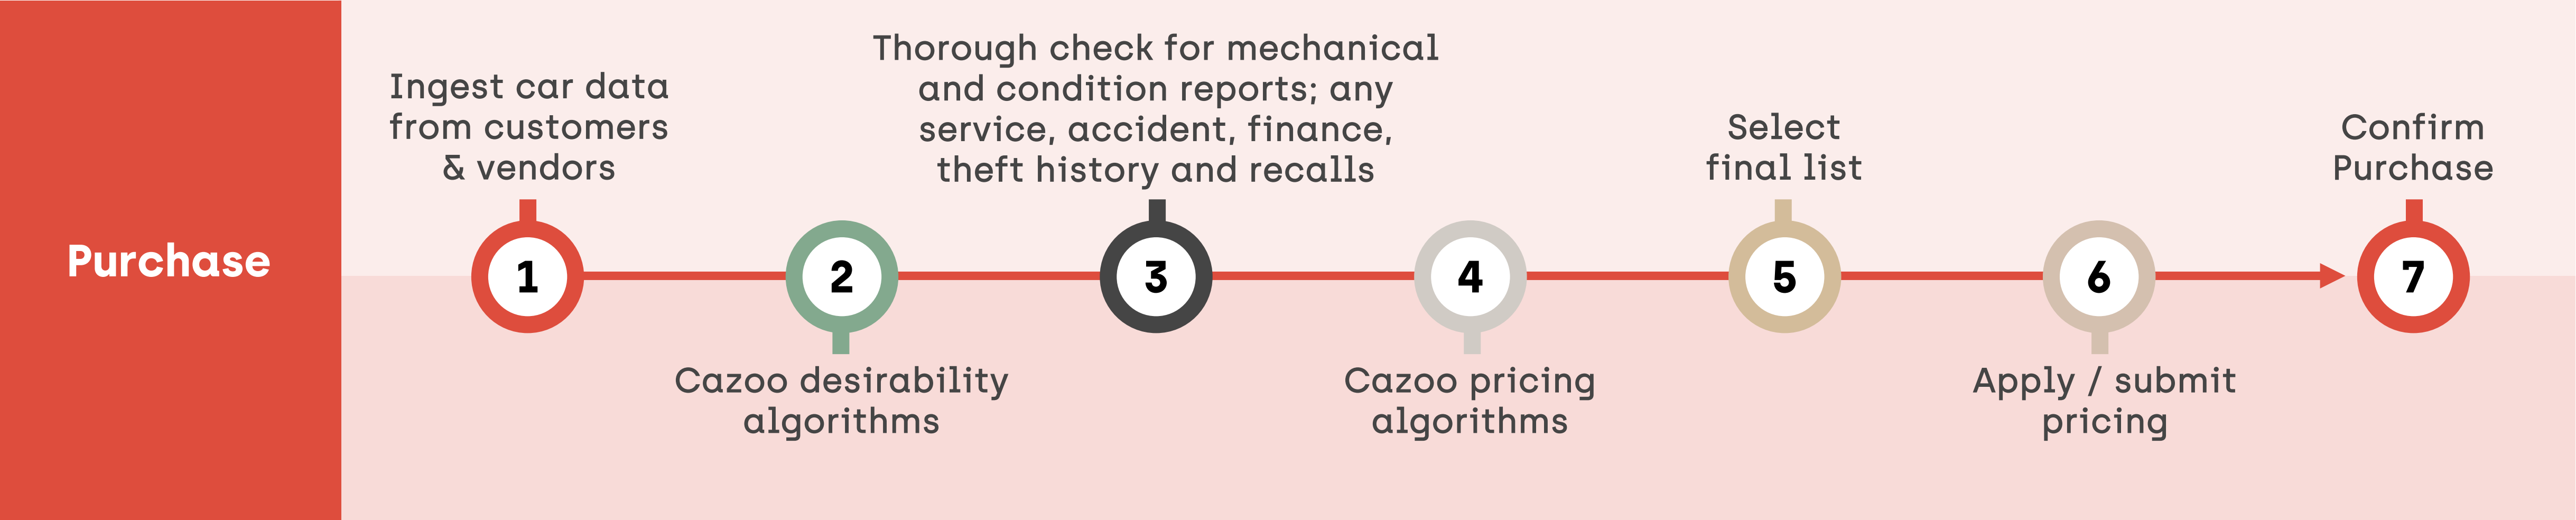 Purchase
Ingest car data
from customers
& vendors
1
2
Cazoo desirability
algorithms
Thorough check for mechanical
and condition reports; any
service, accident, finance,
theft history and recalls
3
4
Cazoo pricing
algorithms
Select
final list
5
6
Apply / submit
pricing
Confirm
Purchase
7